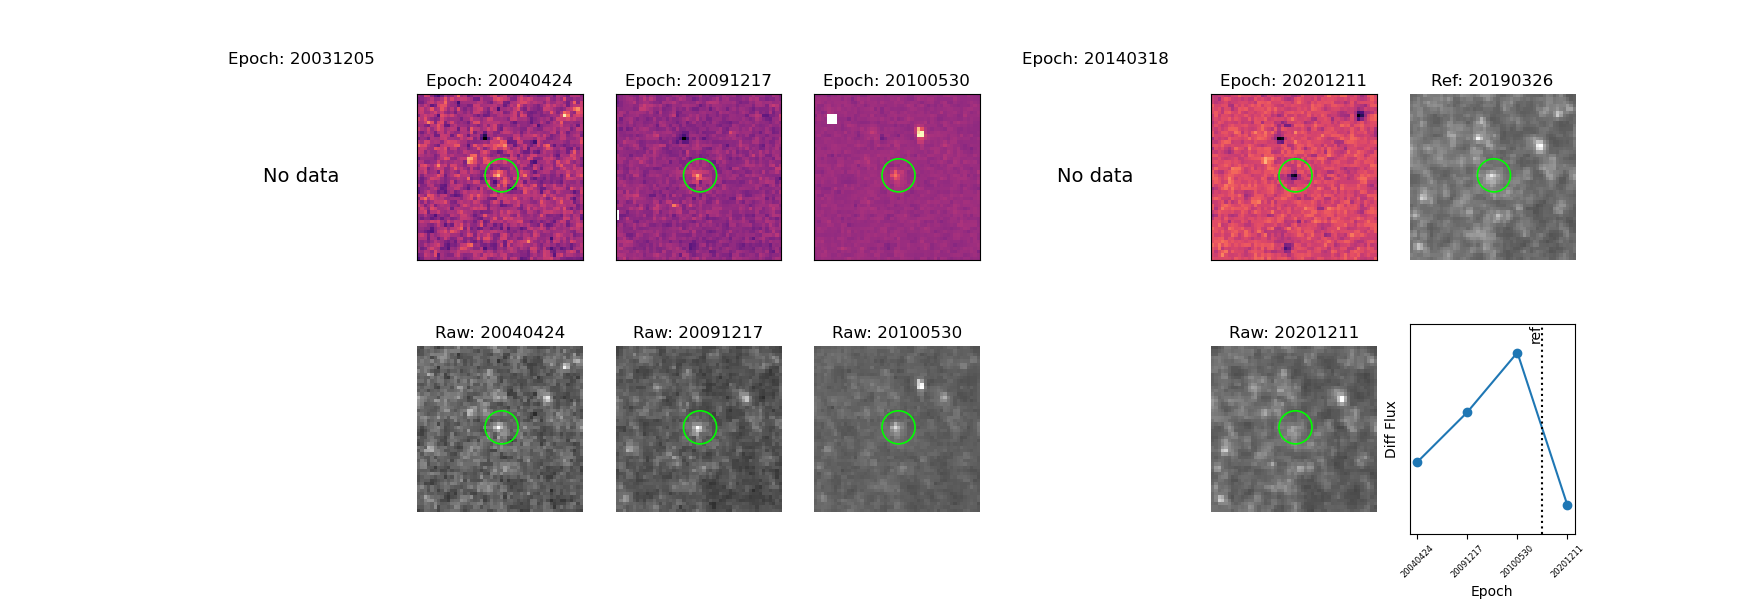 Epoch: 20031205
Epoch: 20040424
Epoch: 20091217
Epoch: 20100530
Epoch: 20140318
Epoch: 20201211
Ref: 20190326
No data
No data
Raw: 20040424
Raw: 20091217
Raw: 20100530
Raw: 20201211
ref
Diff Flux
20040424
20091217
20100530
20201211
Epoch